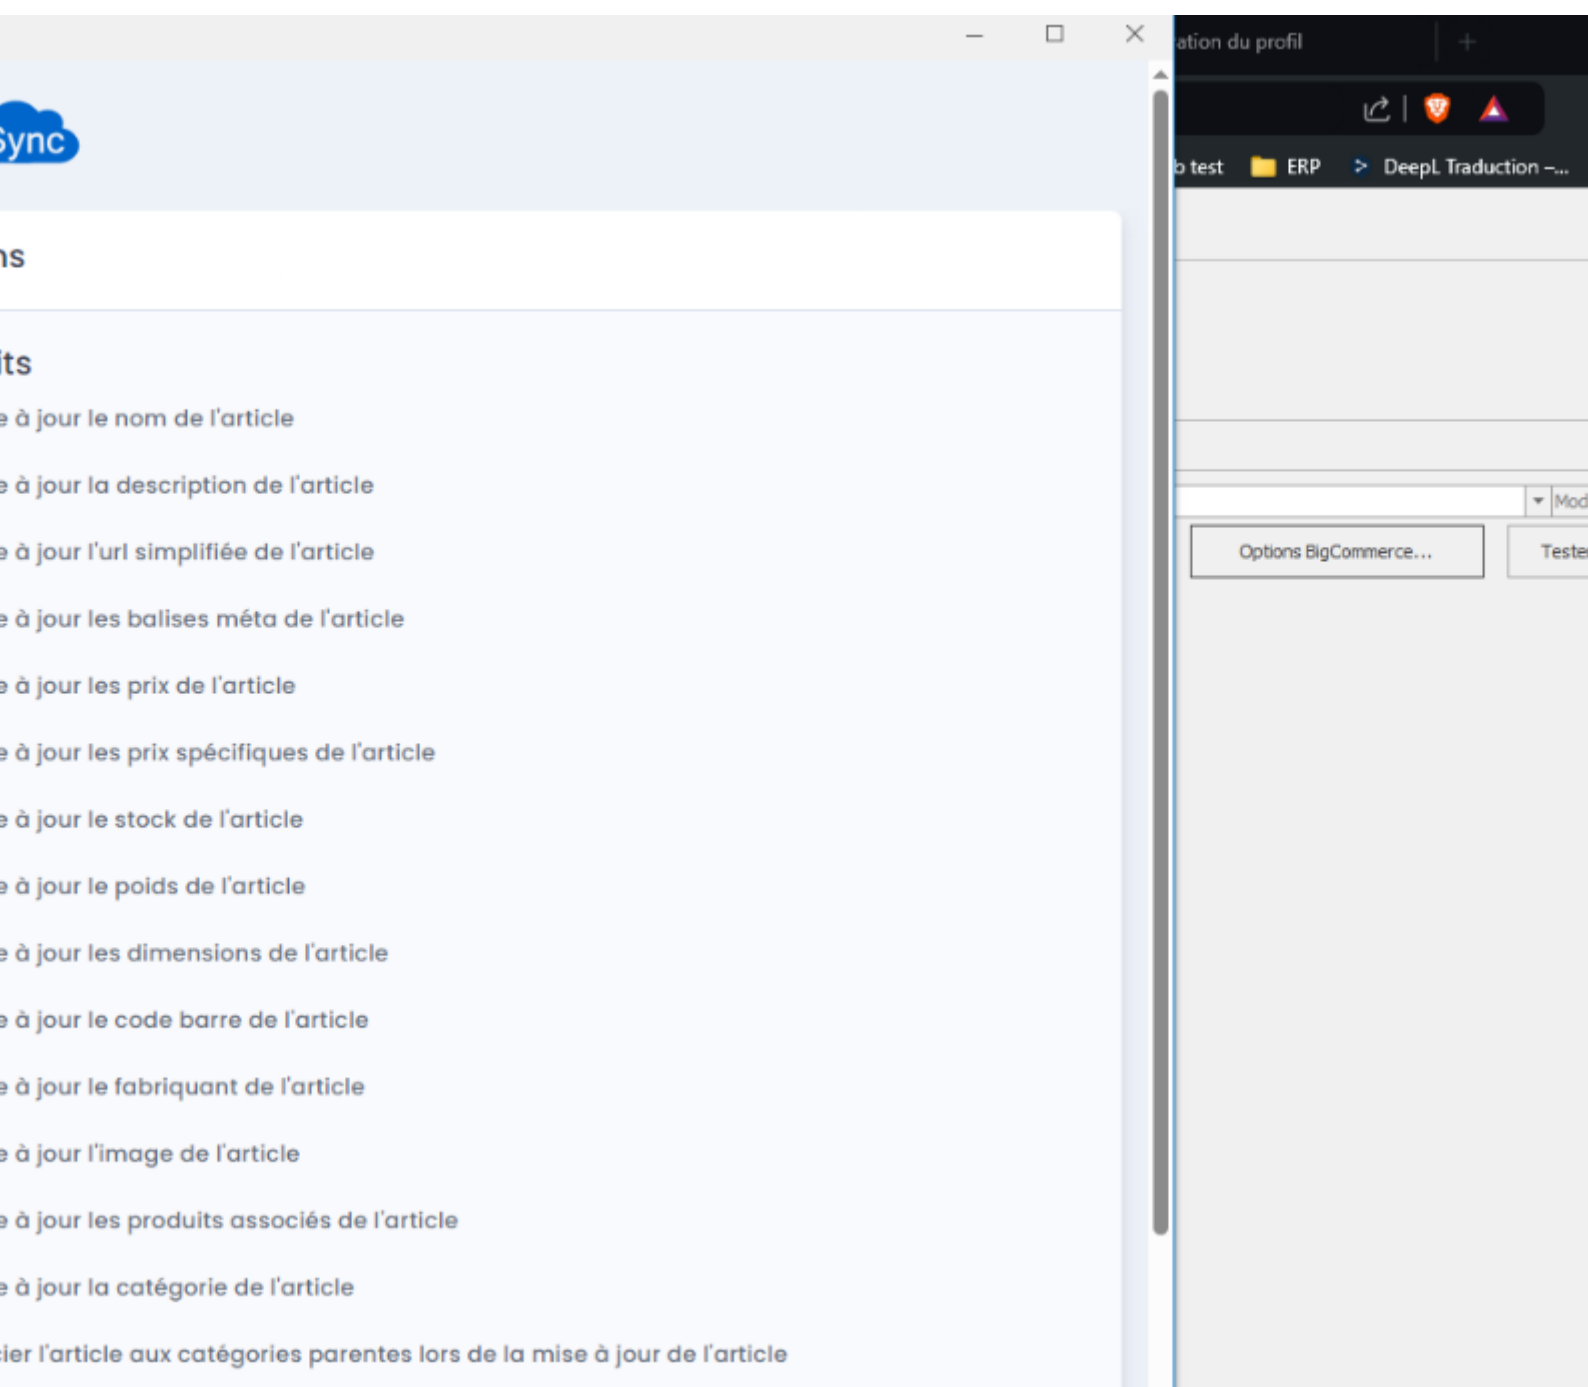 ation du profil
Sync
b test ERP DeepL Traduction –...
ns
its
e à jour le nom de l'article
e à jour la description de l'article
Mod
e à jour l'url simplifiée de l'article
Options BigCommerce...
Tester
e à jour les balises méta de l'article
e à jour les prix de l'article
e à jour les prix spécifiques de l'article
e à jour le stock de l'article
e à jour le poids de l'article
e à jour les dimensions de l'article
e à jour le code barre de l'article
e à jour le fabriquant de l'article
e à jour l'image de l'article
e à jour les produits associés de l'article
e à jour la catégorie de l'article
cier l'article aux catégories parentes lors de la mise à jour de l'article